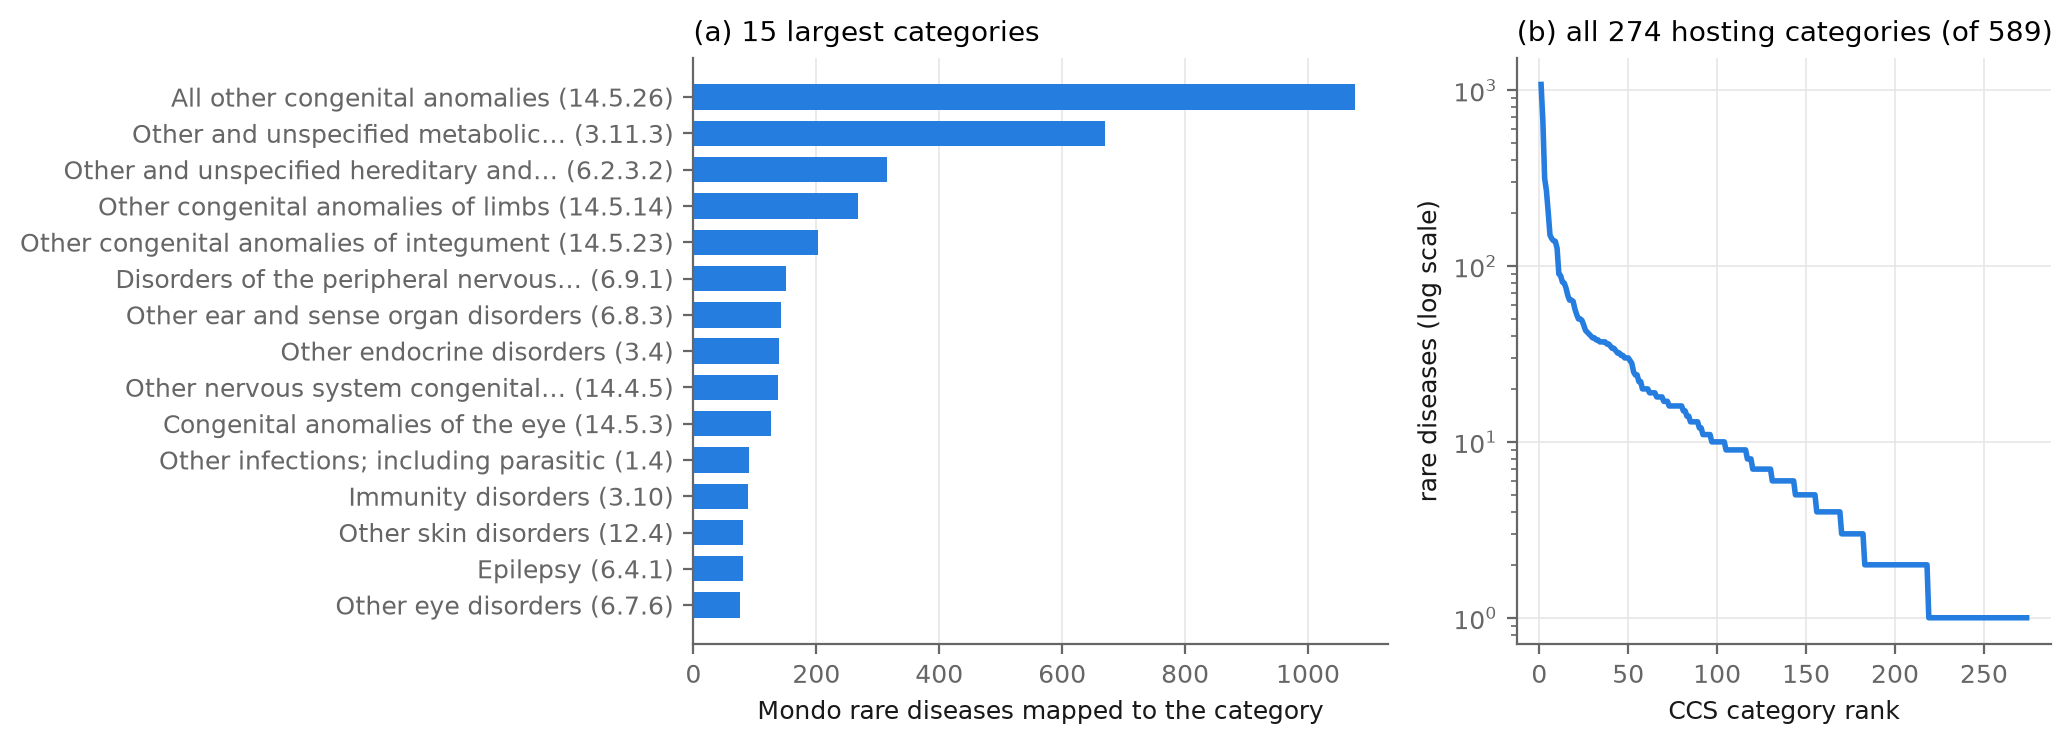 (a) 15 largest categories
All other congenital anomalies (14.5.26)
Other and unspecified metabolic... (3.11.3)
Other and unspecified hereditary and... (6.2.3.2)
Other congenital anomalies of limbs (14.5.14)
Other congenital anomalies of integument (14.5.23)
Disorders of the peripheral nervous... (6.9.1)
Other ear and sense organ disorders (6.8.3)
Other endocrine disorders (3.4)
Other nervous system congenital... (14.4.5)
Congenital anomalies of the eye (14.5.3)
Other infections; including parasitic (1.4)
Immunity disorders (3.10)
Other skin disorders (12.4)
Epilepsy (6.4.1)
Other eye disorders (6.7.6)
0 200 400 600 800 1000
Mondo rare diseases mapped to the category
(b) all 274 hosting categories (of 589)
rare diseases (log scale)
10³
10²
10¹
10⁰
0 50 100 150 200 250
CCS category rank